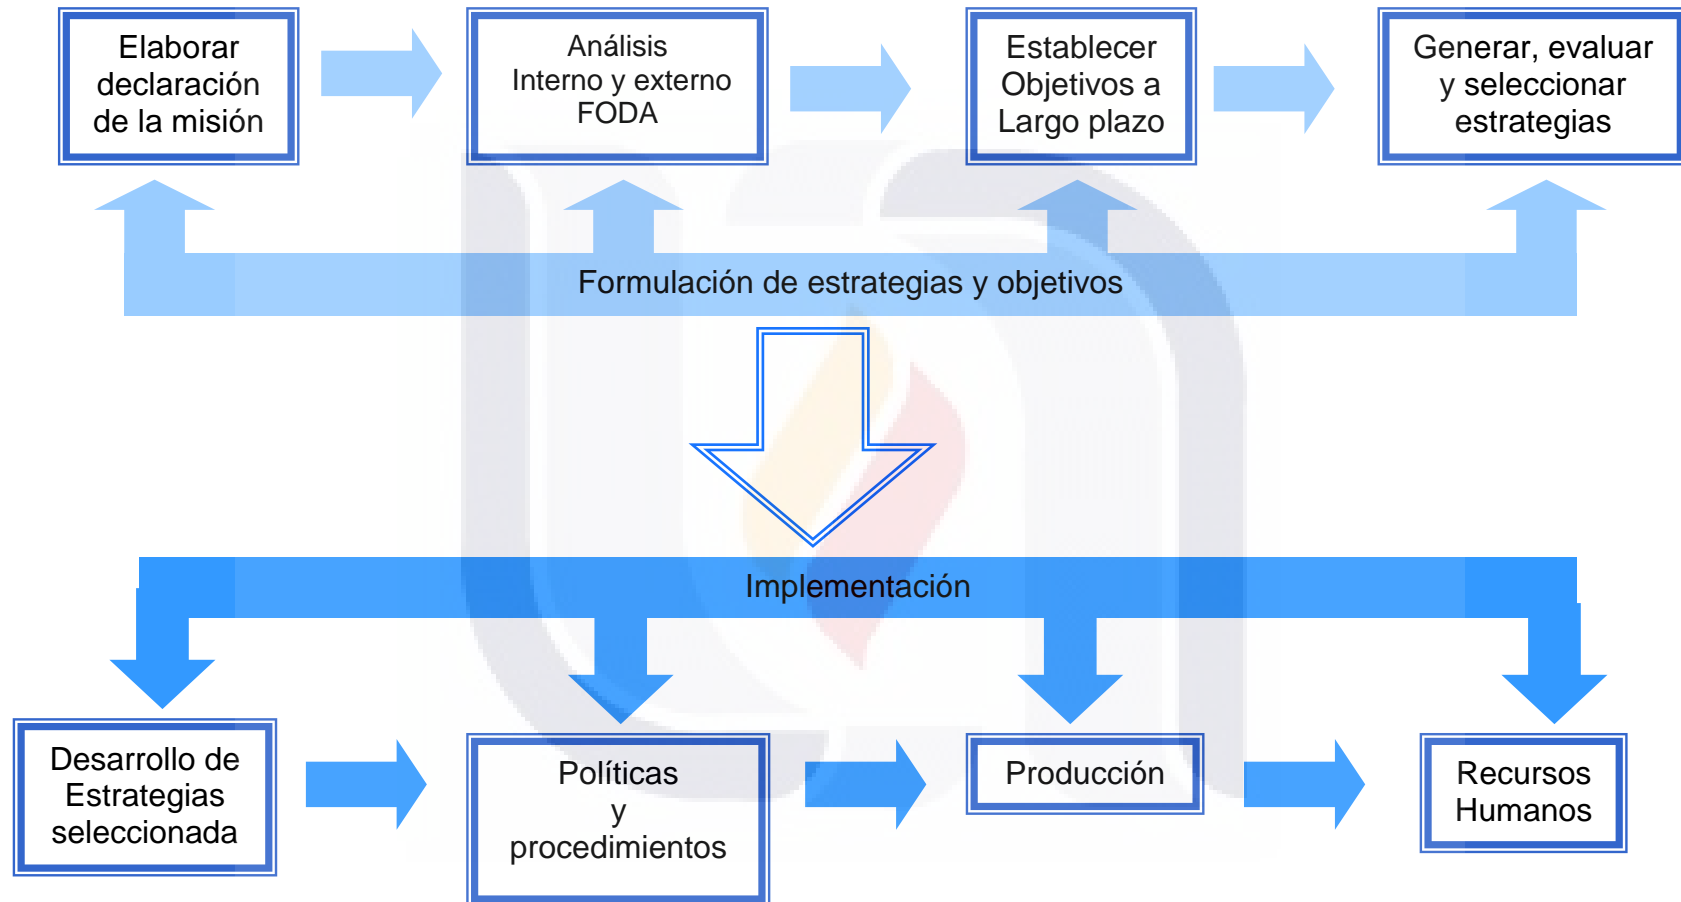 Elaborar
declaración
de la misión
Análisis
Interno y externo
FODA
Establecer
Objetivos a
Largo plazo
Generar, evaluar
y seleccionar
estrategias
Formulación de estrategias y objetivos
Implementación
Desarrollo de
Estrategias
seleccionada
Políticas
y
procedimientos
Producción
Recursos
Humanos